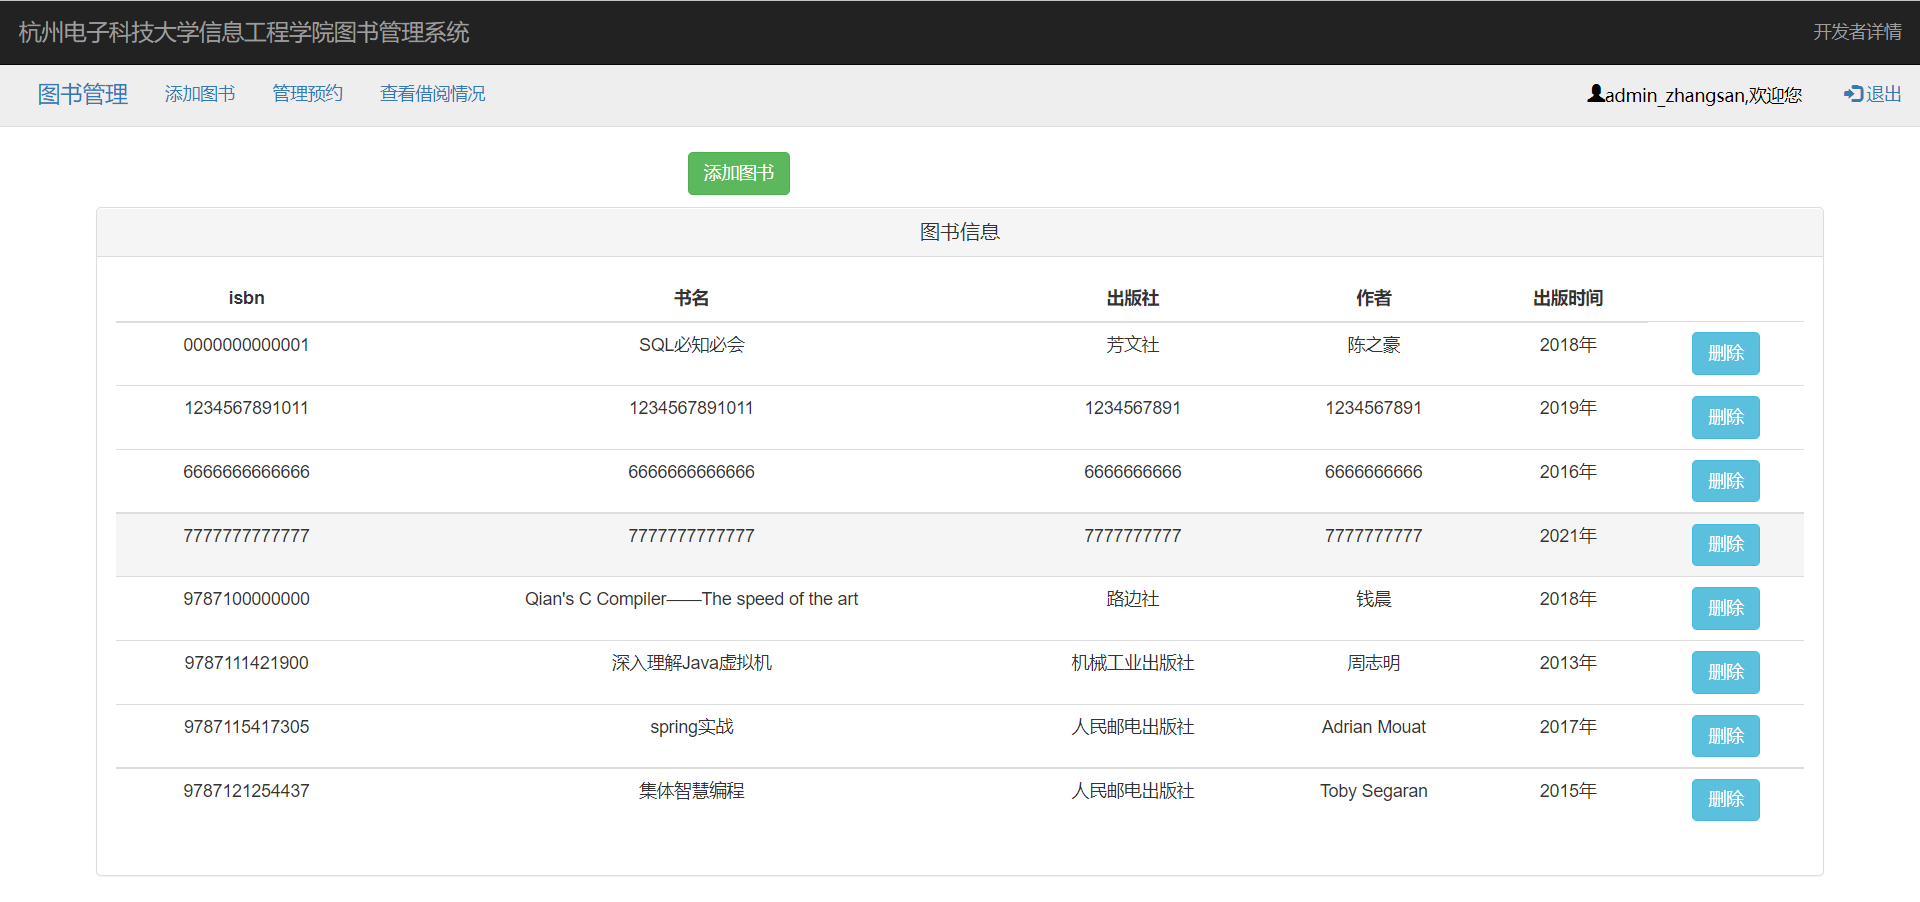 杭州电子科技大学信息工程学院图书管理系统 开发者详情
图书管理 添加图书 管理预约 查看借阅情况 admin_zhangsan,欢迎您 退出
添加图书
图书信息
isbn 书名 出版社 作者 出版时间
0000000000001 SQL必知必会 芳文社 陈之豪 2018年 删除
1234567891011 1234567891011 1234567891 1234567891 2019年 删除
6666666666666 6666666666666 6666666666 6666666666 2016年 删除
7777777777777 7777777777777 7777777777 7777777777 2021年 删除
9787100000000 Qian's C Compiler——The speed of the art 路边社 钱晨 2018年 删除
9787111421900 深入理解Java虚拟机 机械工业出版社 周志明 2013年 删除
9787115417305 spring实战 人民邮电出版社 Adrian Mouat 2017年 删除
9787121254437 集体智慧编程 人民邮电出版社 Toby Segaran 2015年 删除